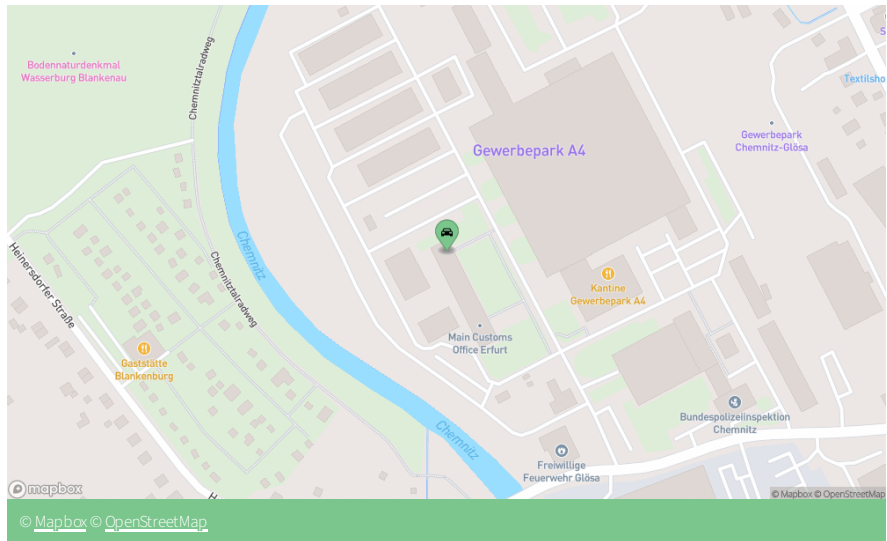 Bodennaturdenkmal
Wasserburg Blankenau
Chemnitztalradweg
Gewerbepark A4
Gewerbepark
Chemnitz-Glösa
Textilsho
S
Heinersdorfer Straße
Chemnitz
Chemnitztalradweg
Kantine
Gewerbepark A4
Main Customs
Office Erfurt
Gaststätte
Blankenburg
Bundespolizeiinspektion
Chemnitz
Chemnitz
Freiwillige
Feuerwehr Glösa
H
mapbox
© Mapbox © OpenStreetMap
© Mapbox © OpenStreetMap